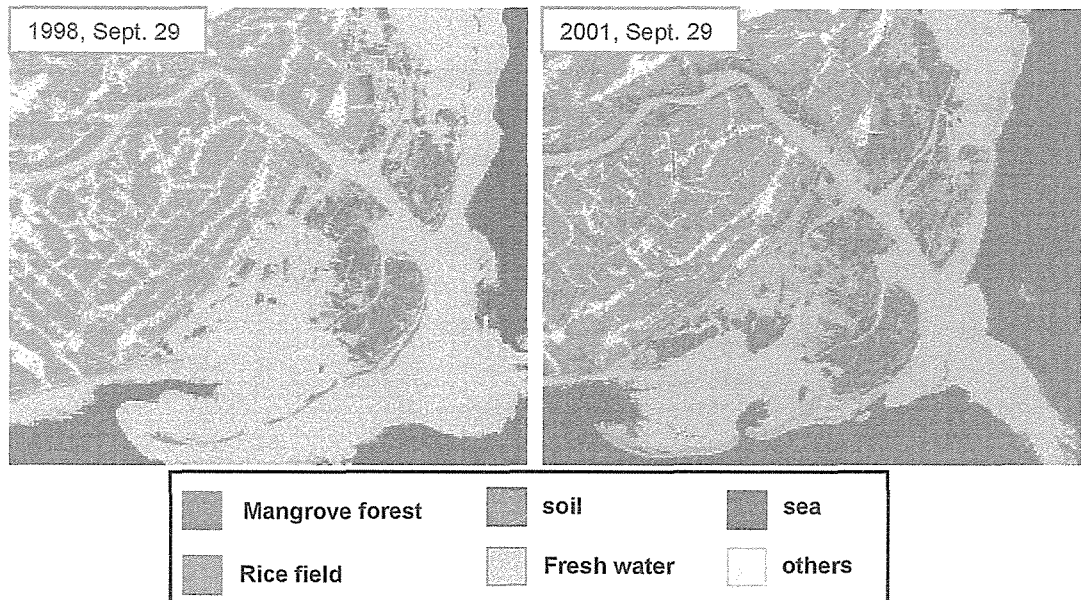 1998, Sept. 29
2001, Sept. 29
Mangrove forest
soil
sea
Rice field
Fresh water
others